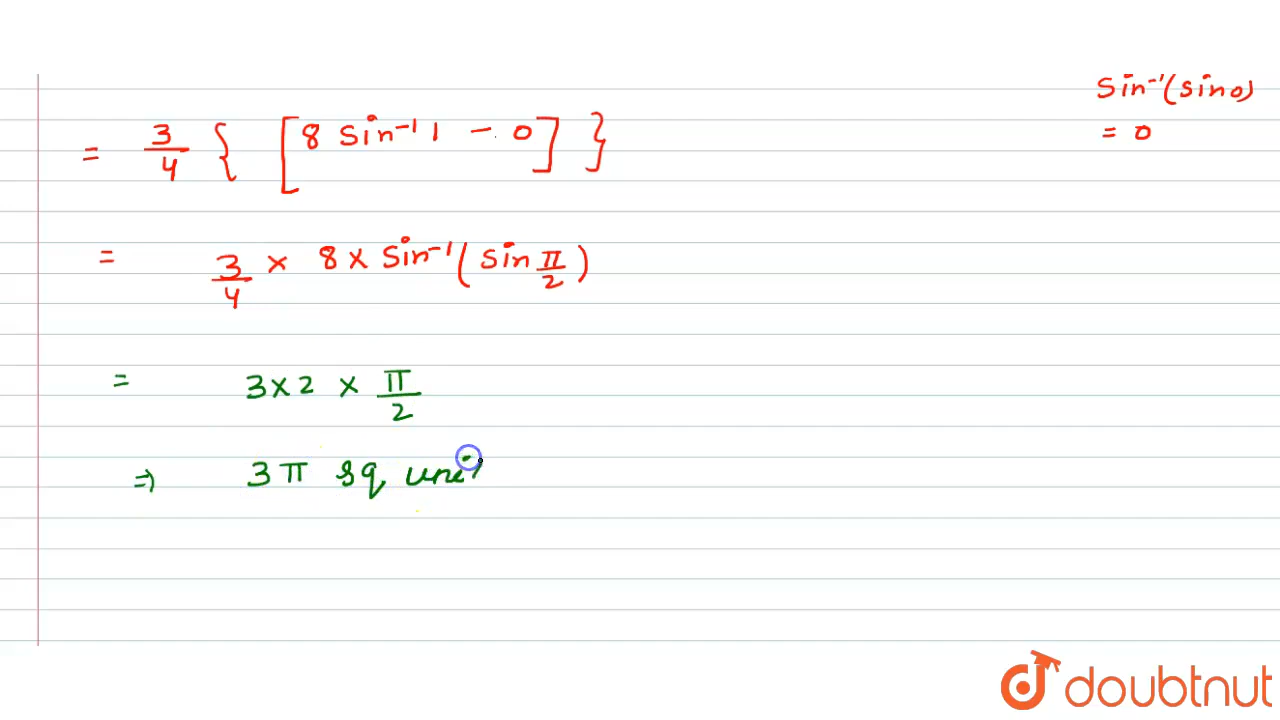 sin⁻¹(sin 0)
= 0
= 3/4 { [8 sin⁻¹ 1 - 0] }
= 3/4 × 8 × sin⁻¹(sin π/2)
= 3×2 × π/2
⇒ 3π sq unit
doubtnut